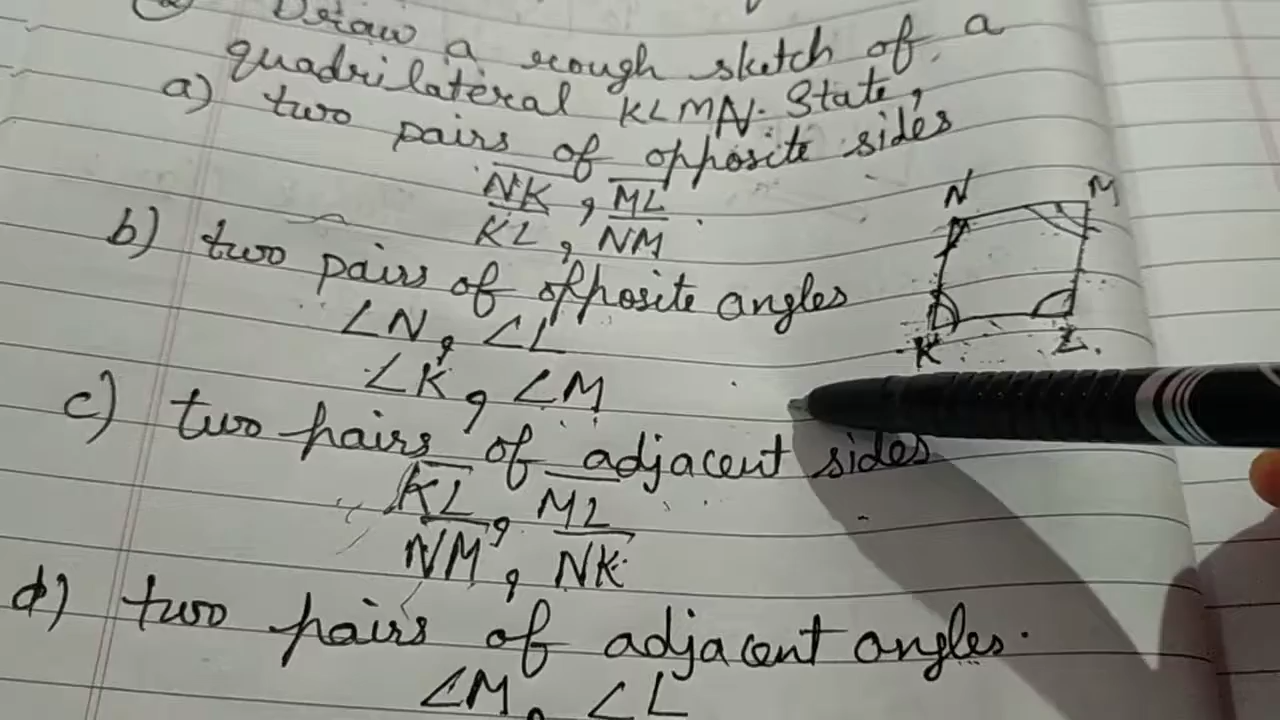 Draw a rough sketch of a
quadrilateral KLMN. State,
a) two pairs of opposite sides
NK, ML
KL, NM
b) two pairs of opposite angles
∠N, ∠L
∠K, ∠M
c) two pairs of adjacent sides
KL, ML
NM, NK
d) two pairs of adjacent angles.
∠M, ∠L
N M
K L